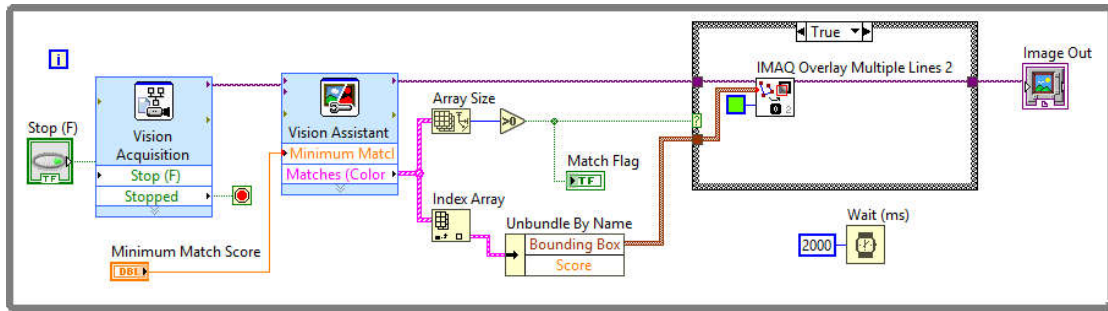 i
True
IMAQ Overlay Multiple Lines 2
Image Out
Stop (F)
TF
Vision
Acquisition
Stop (F)
Stopped
Vision Assistant
Minimum Matcl
Matches (Color
Array Size
>0
?
2
Match Flag
TF
Index Array
Unbundle By Name
Bounding Box
Score
Wait (ms)
2000
Minimum Match Score
DBL